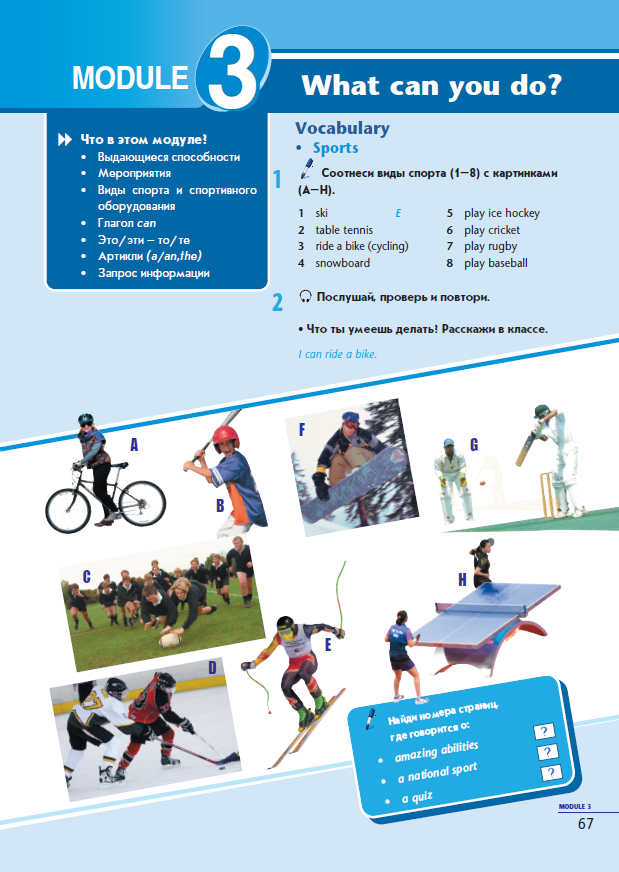 MODULE 3
What can you do?
Что в этом модуле?
• Выдающиеся способности
• Мероприятия
• Виды спорта и спортивного
оборудования
• Глагол can
• Это/эти – то/те
• Артикли (a/an,the)
• Запрос информации
Vocabulary
• Sports
1 Соотнеси виды спорта (1–8) с картинками
(A–H).
1 ski E
2 table tennis
3 ride a bike (cycling)
4 snowboard
5 play ice hockey
6 play cricket
7 play rugby
8 play baseball
2 Послушай, проверь и повтори.
• Что ты умеешь делать? Расскажи в классе.
I can ride a bike.
A
B
F
G
C
H
E
D
Найди номера страниц,
где говорится о:
• amazing abilities ?
• a national sport ?
• a quiz ?
MODULE 3
67